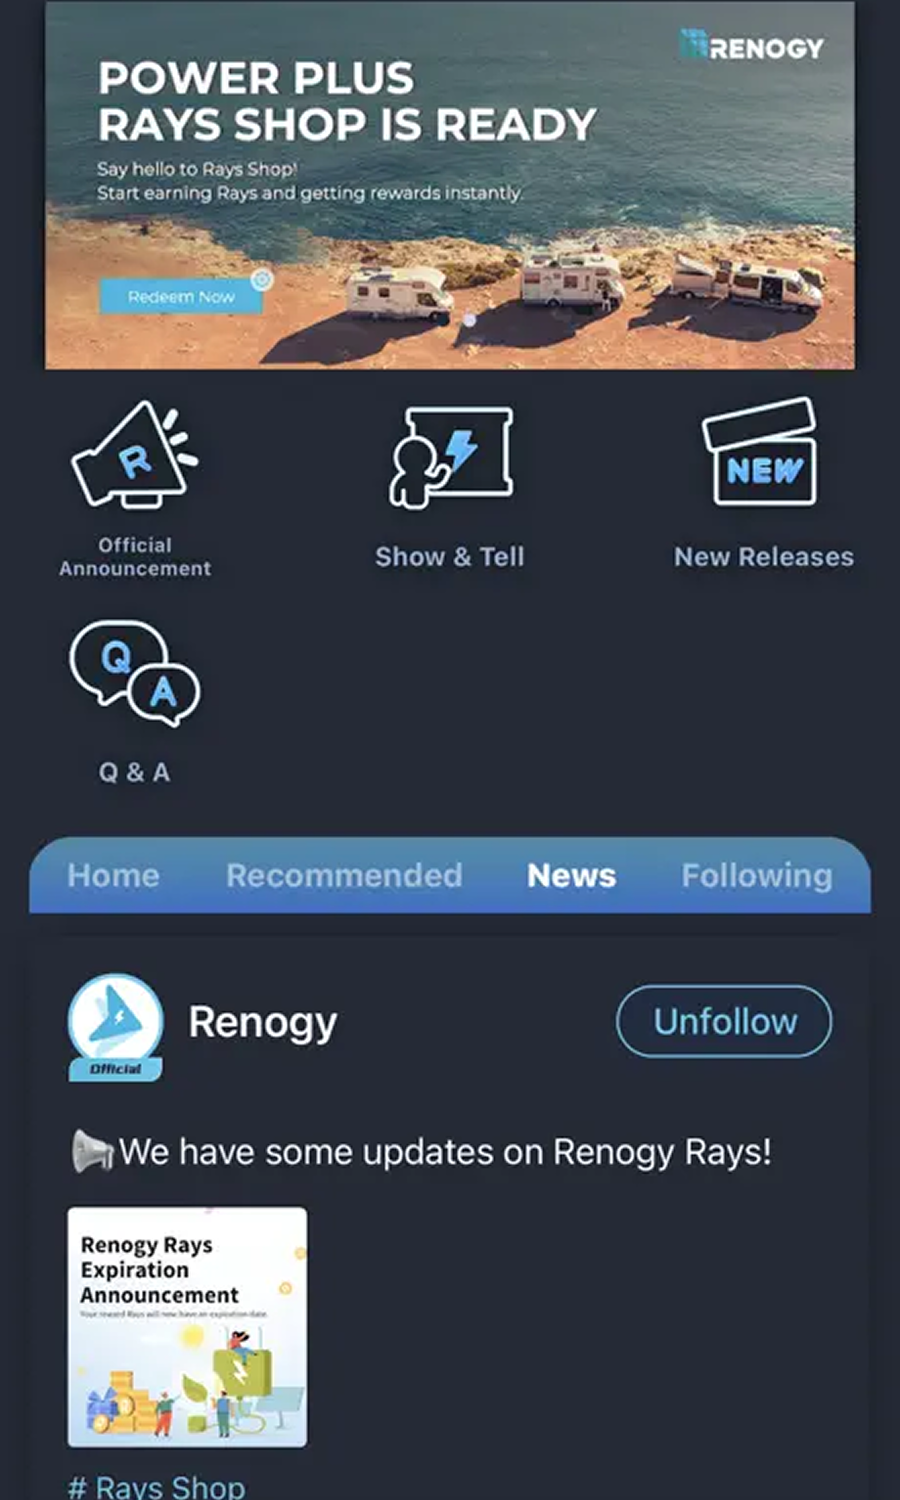 RENOGY
POWER PLUS
RAYS SHOP IS READY
Say hello to Rays Shop!
Start earning Rays and getting rewards instantly.
Redeem Now
R
NEW
Official
Announcement
Show & Tell
New Releases
Q
A
Q & A
Home Recommended News Following
Renogy
Unfollow
Official
We have some updates on Renogy Rays!
Renogy Rays
Expiration
Announcement
Your reward Rays will now have an expiration date.
# Rays Shop